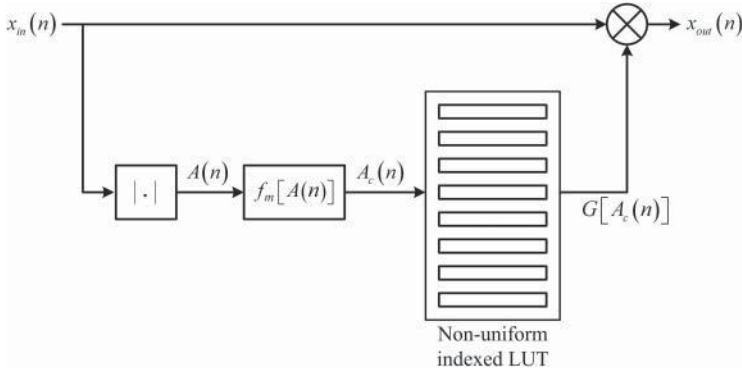 x_in(n)
x_out(n)
|.|
A(n)
f_m[A(n)]
A_c(n)
G[A_c(n)]
Non-uniform
indexed LUT